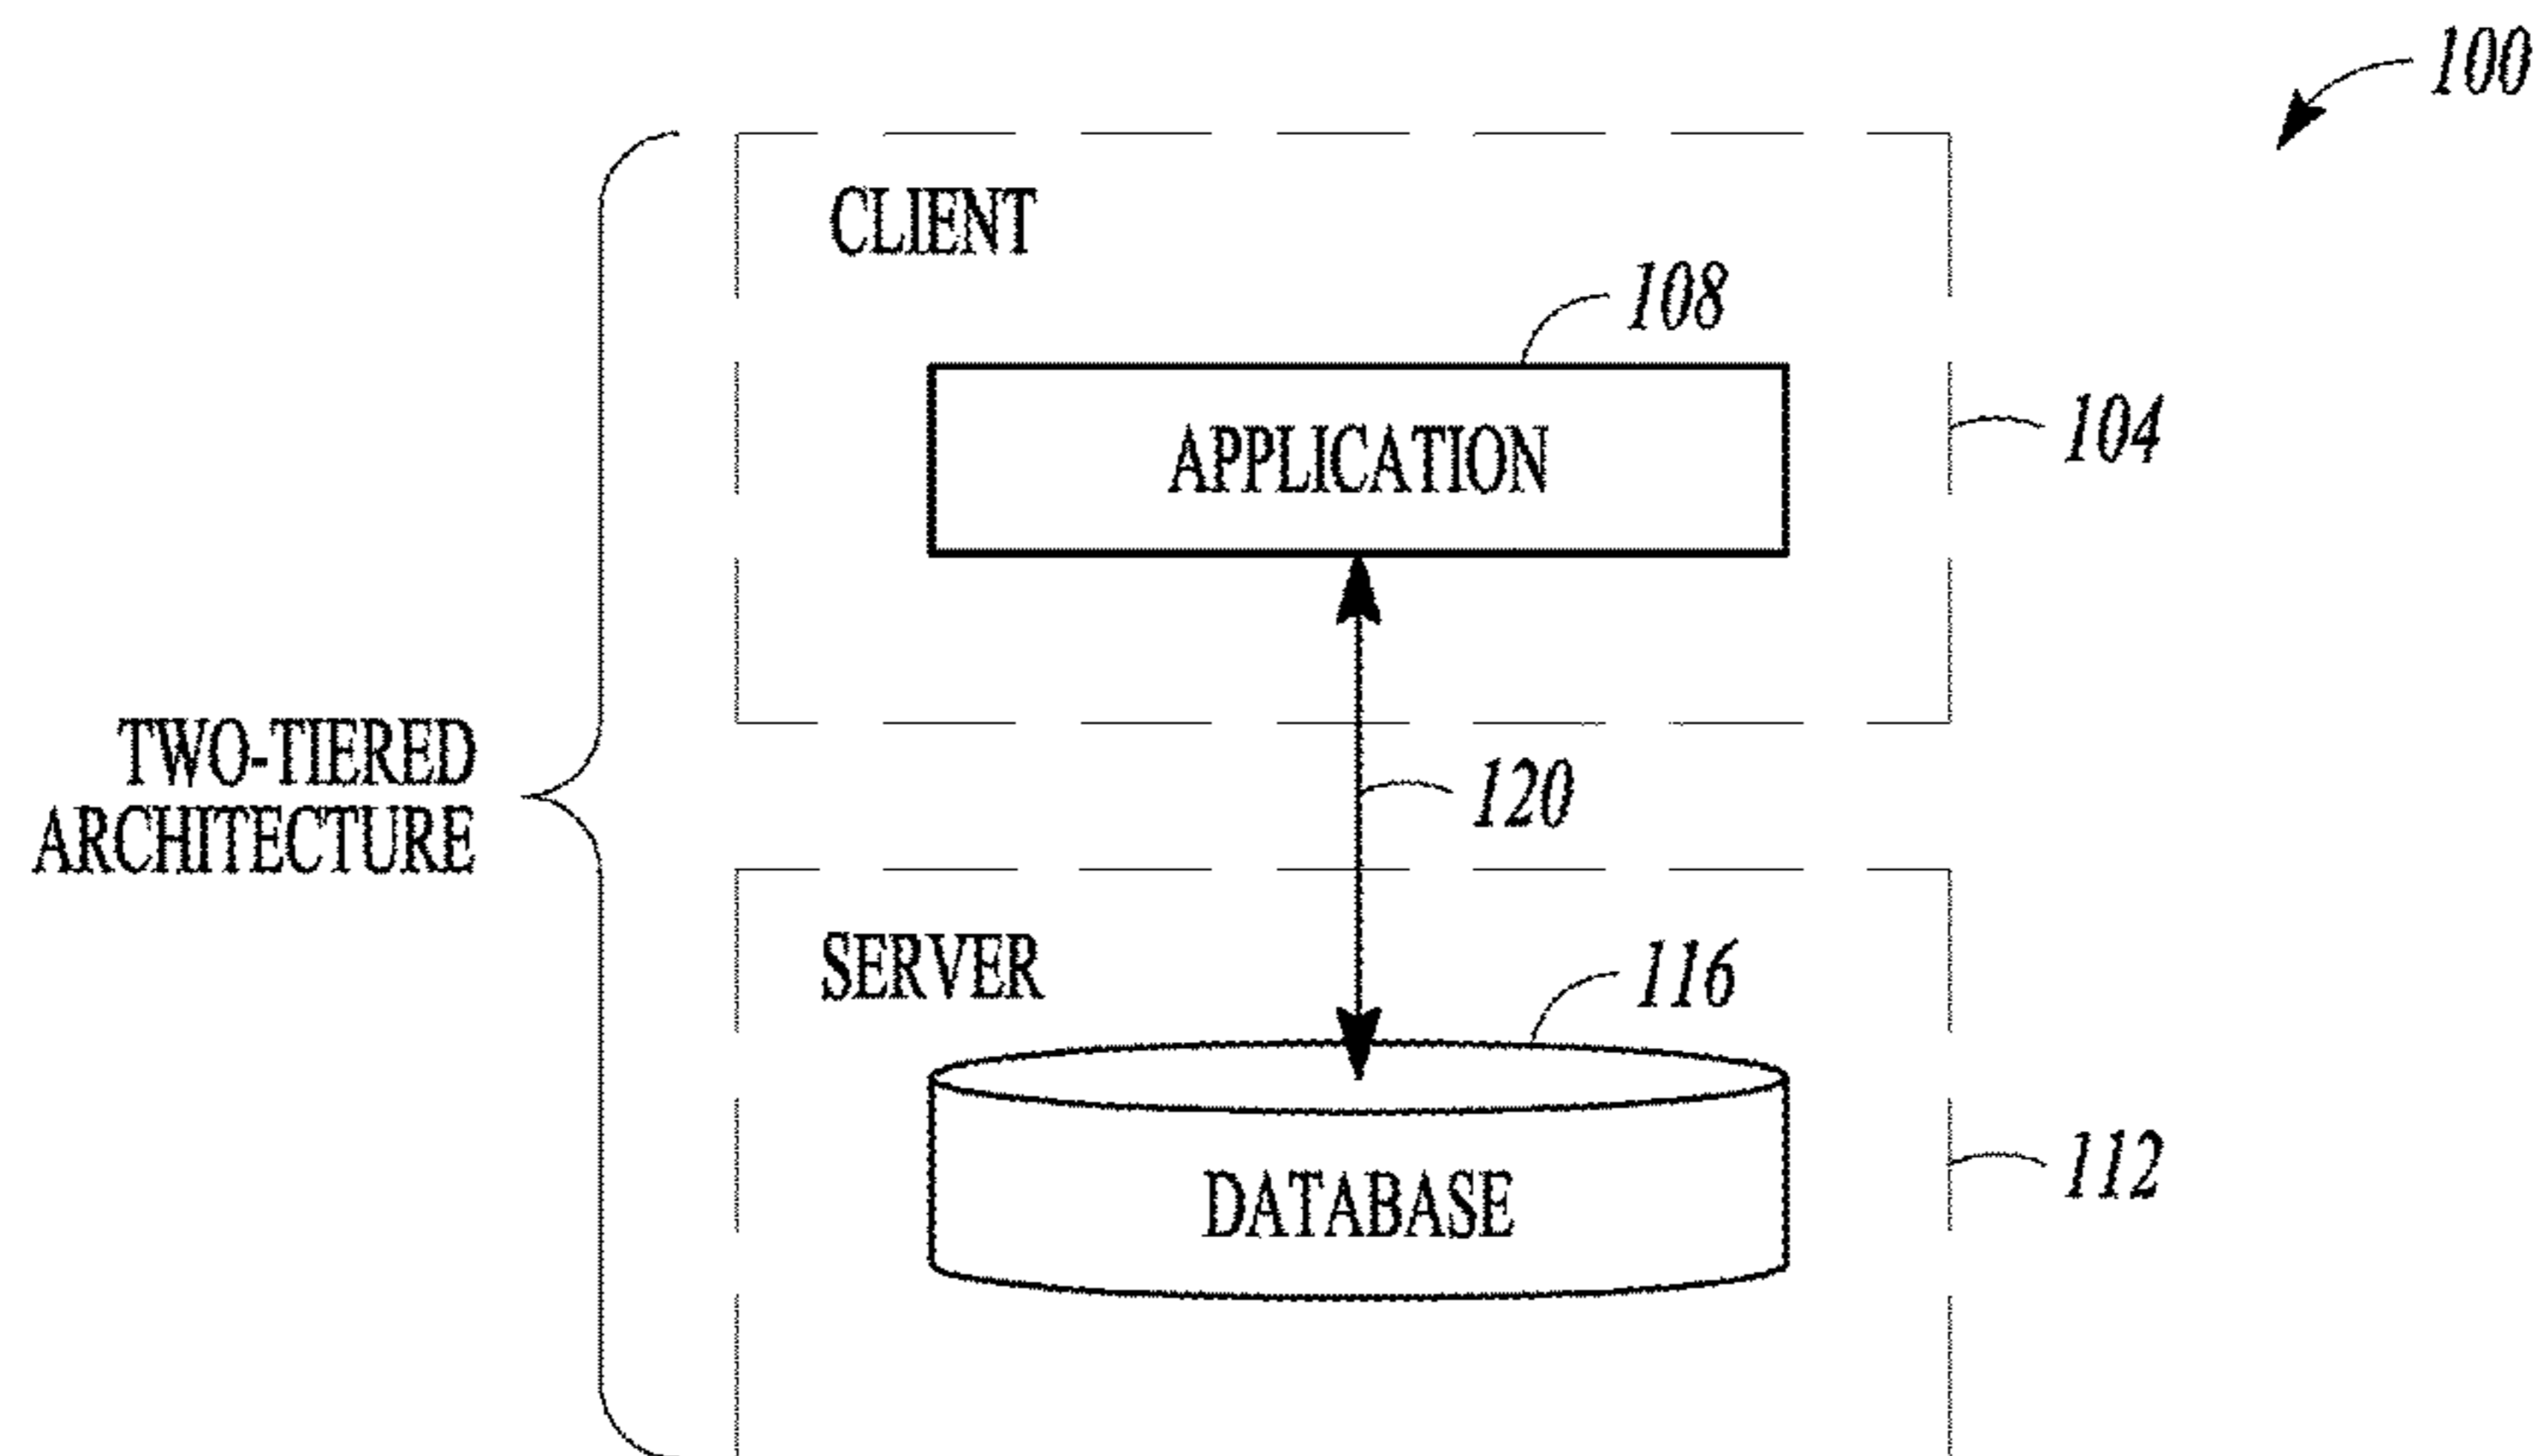 100
CLIENT
108
APPLICATION
104
TWO-TIERED
ARCHITECTURE
120
SERVER
116
DATABASE
112